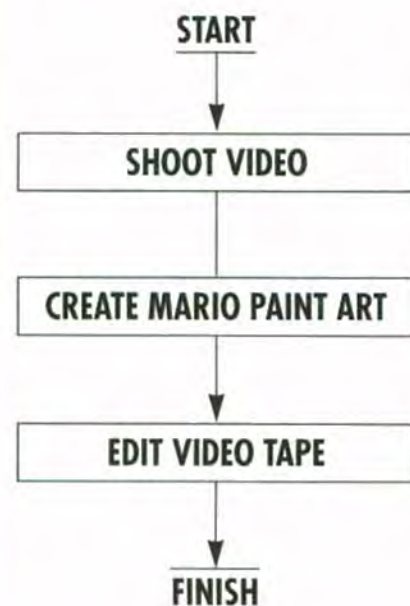 START
SHOOT VIDEO
CREATE MARIO PAINT ART
EDIT VIDEO TAPE
FINISH